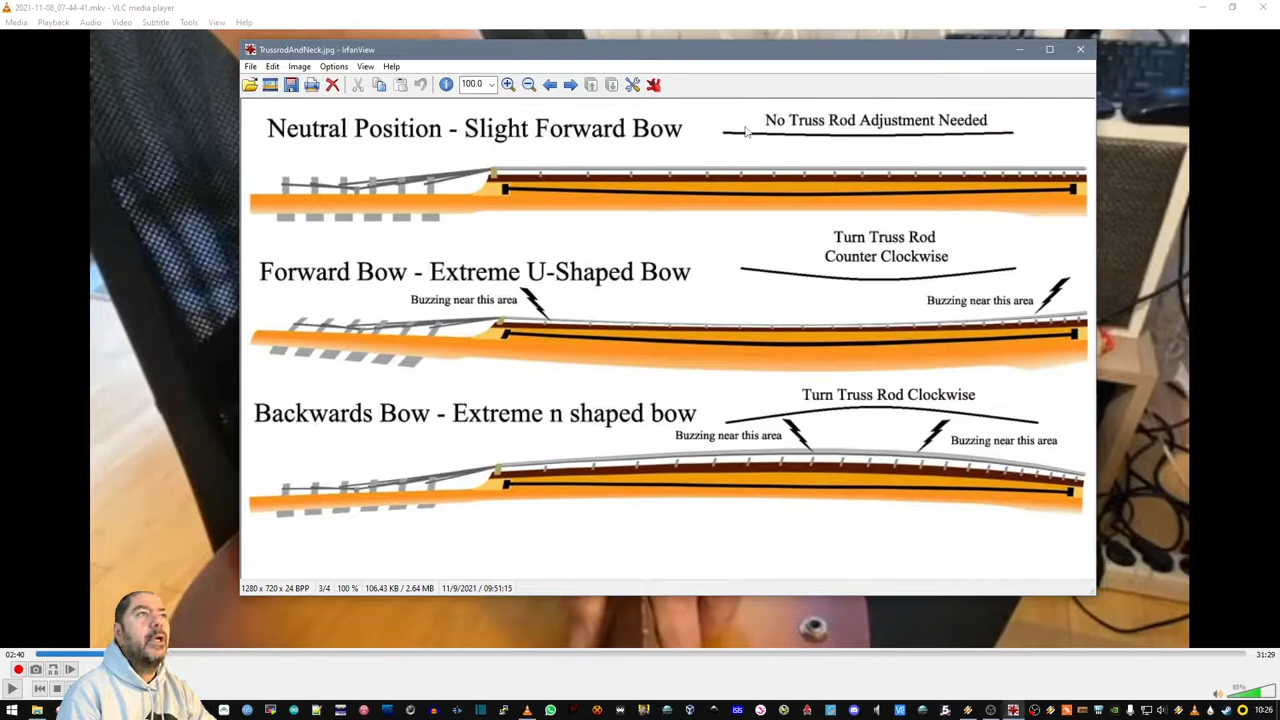 2021-11-08_07-44-41.mkv - VLC media player
Media Playback Audio Video Subtitle Tools View Help
TrussrodAndNeck.jpg - IrfanView
File Edit Image Options View Help
100.0
Neutral Position - Slight Forward Bow
No Truss Rod Adjustment Needed
Turn Truss Rod
Counter Clockwise
Forward Bow - Extreme U-Shaped Bow
Buzzing near this area
Buzzing near this area
Turn Truss Rod Clockwise
Backwards Bow - Extreme n shaped bow
Buzzing near this area
Buzzing near this area
1280 x 720 x 24 BPP 3/4 100 % 106.43 KB / 2.64 MB 11/9/2021 / 09:51:15
02:40
31:29
85%
10:26